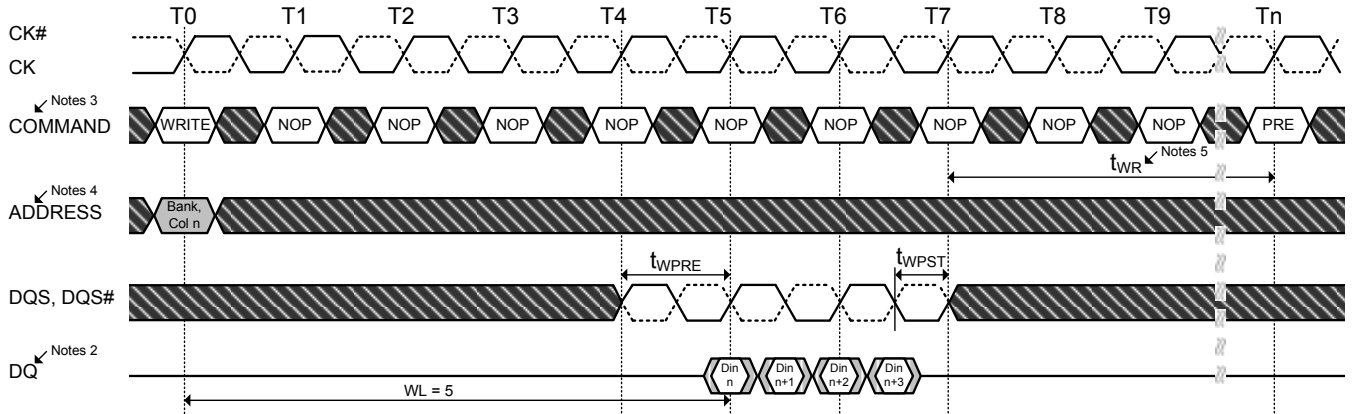 T0 T1 T2 T3 T4 T5 T6 T7 T8 T9 Tn
CK#
CK
Notes 3
COMMAND WRITE NOP NOP NOP NOP NOP NOP NOP NOP NOP PRE
tWR Notes 5
Notes 4
ADDRESS
Bank,
Col n
tWPRE tWPST
DQS, DQS#
Notes 2
DQ
Din
n
Din
n+1
Din
n+2
Din
n+3
WL = 5